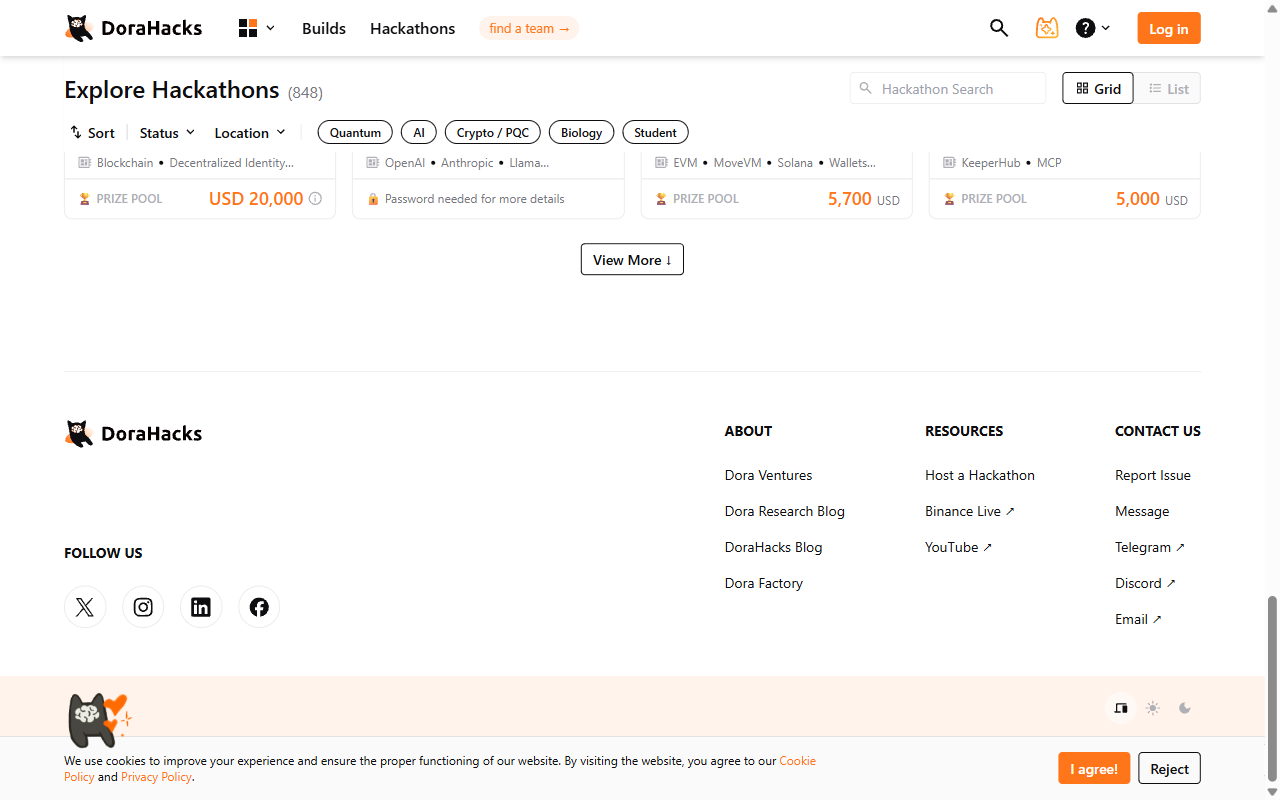 DoraHacks
Builds
Hackathons
find a team →
Log in
Explore Hackathons (848)
Hackathon Search
Grid
List
Sort
Status
Location
Quantum
AI
Crypto / PQC
Biology
Student
Blockchain • Decentralized Identity...
OpenAI • Anthropic • Llama...
EVM • MoveVM • Solana • Wallets...
KeeperHub • MCP
PRIZE POOL USD 20,000
Password needed for more details
PRIZE POOL 5,700 USD
PRIZE POOL 5,000 USD
View More ↓
DoraHacks
FOLLOW US
ABOUT
Dora Ventures
Dora Research Blog
DoraHacks Blog
Dora Factory
RESOURCES
Host a Hackathon
Binance Live ↗
YouTube ↗
CONTACT US
Report Issue
Message
Telegram ↗
Discord ↗
Email ↗
We use cookies to improve your experience and ensure the proper functioning of our website. By visiting the website, you agree to our Cookie
Policy and Privacy Policy.
I agree!
Reject